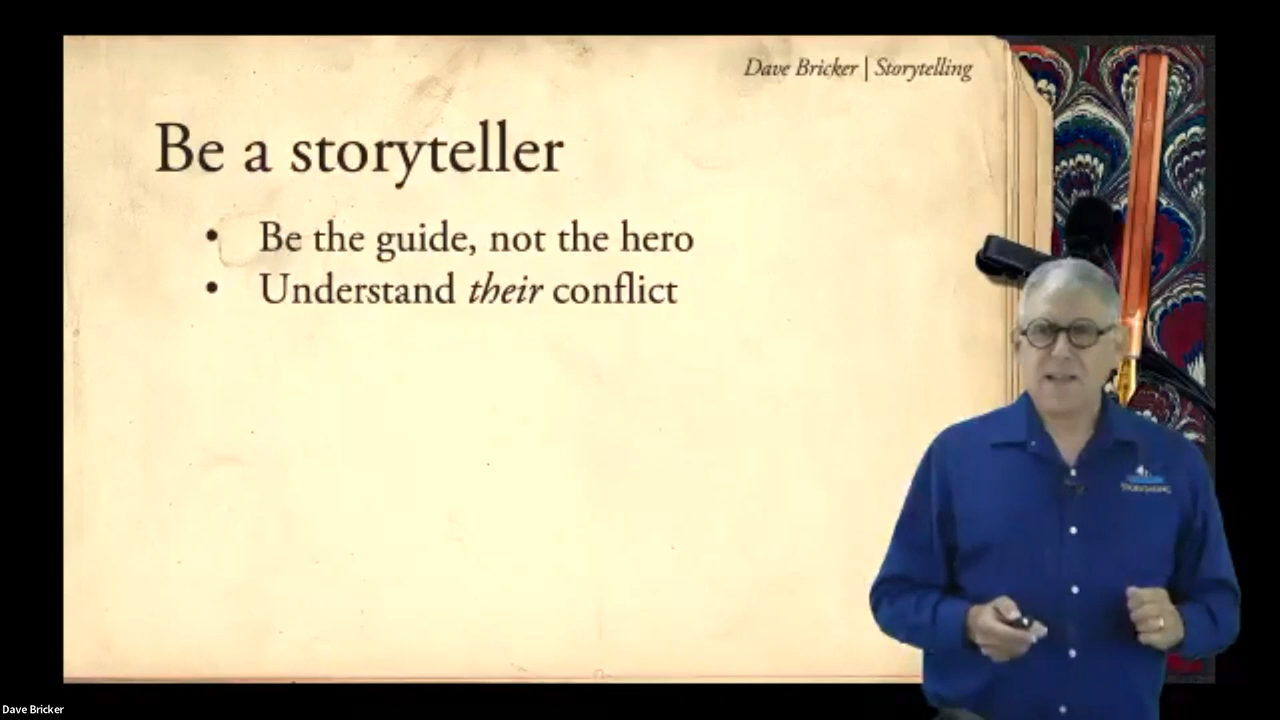 Dave Bricker | Storytelling
Be a storyteller
• Be the guide, not the hero
• Understand their conflict
Dave Bricker